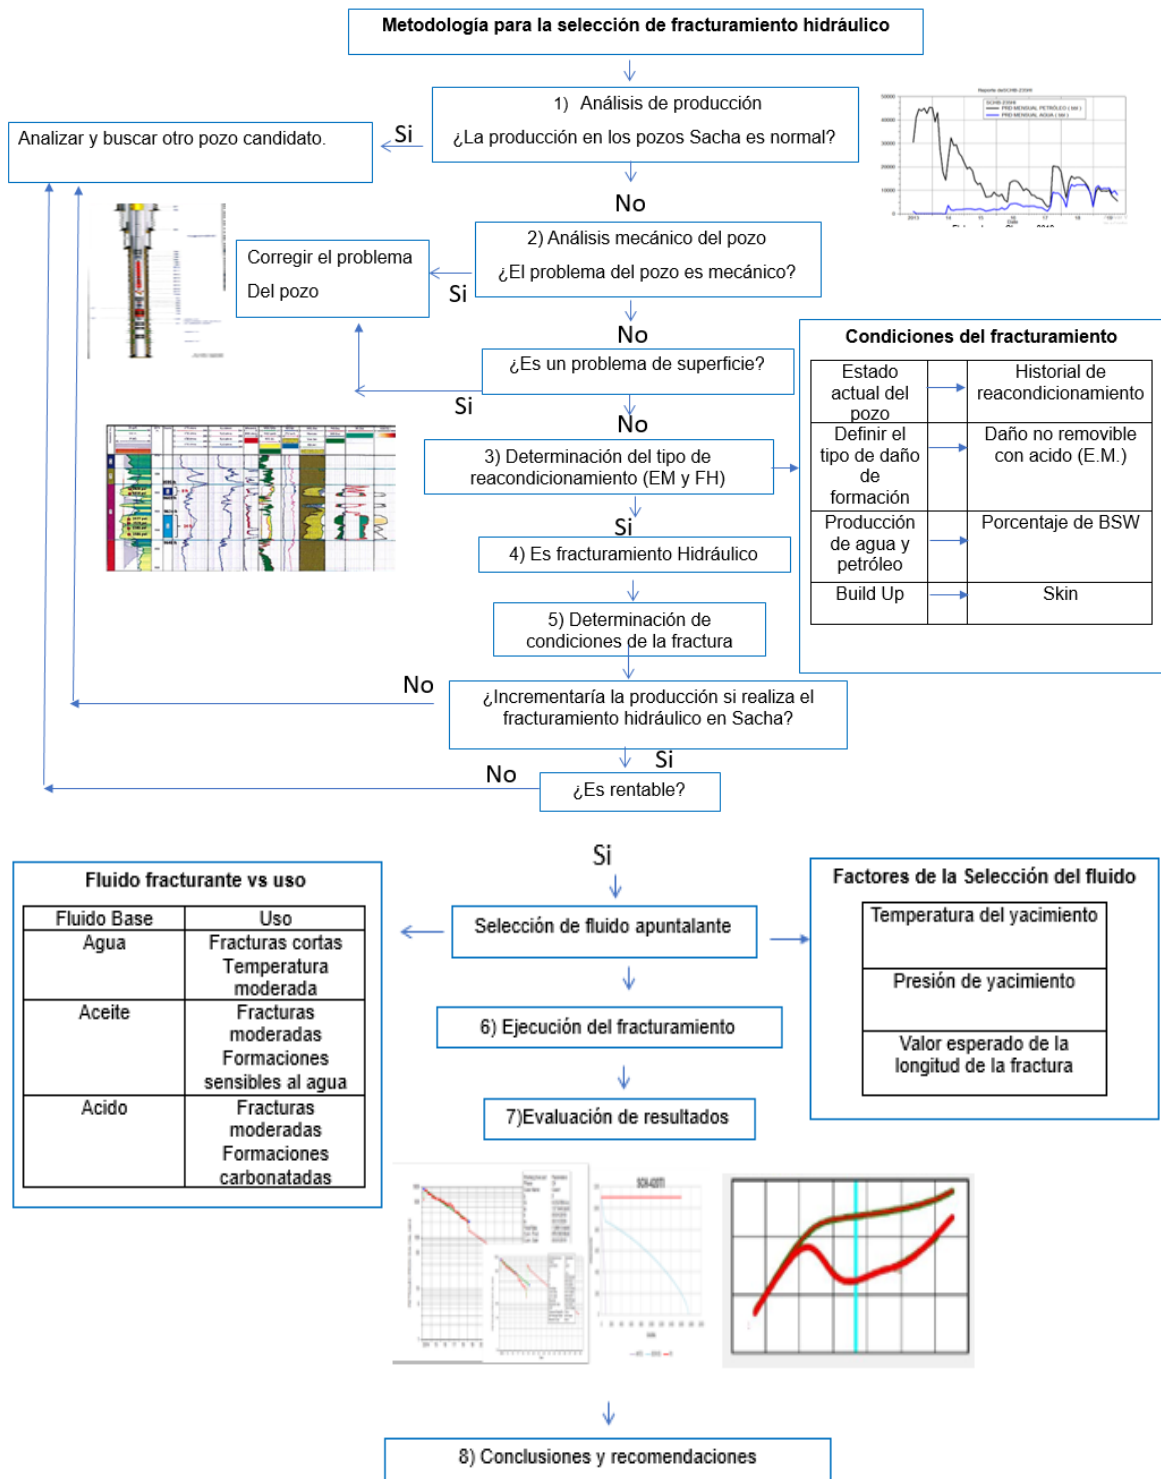 Metodología para la selección de fracturamiento hidráulico
1) Análisis de producción
¿La producción en los pozos Sacha es normal?
Si
Analizar y buscar otro pozo candidato.
No
2) Análisis mecánico del pozo
¿El problema del pozo es mecánico?
Si
Corregir el problema
Del pozo
No
¿Es un problema de superficie?
Si
No
3) Determinación del tipo de
reacondicionamiento (EM y FH)
Condiciones del fracturamiento
Estado
actual del
pozo
Historial de
reacondicionamiento
Definir el
tipo de daño
de
formación
Daño no removible
con acido (E.M.)
Producción
de agua y
petróleo
Porcentaje de BSW
Build Up
Skin
Si
4) Es fracturamiento Hidráulico
5) Determinación de
condiciones de la fractura
¿Incrementaría la producción si realiza el
fracturamiento hidráulico en Sacha?
No
Si
¿Es rentable?
No
Si
Selección de fluido apuntalante
Fluido fracturante vs uso
Fluido Base
Uso
Agua
Fracturas cortas
Temperatura
moderada
Aceite
Fracturas
moderadas
Formaciones
sensibles al agua
Acido
Fracturas
moderadas
Formaciones
carbonatadas
Factores de la Selección del fluido
Temperatura del yacimiento
Presión de yacimiento
Valor esperado de la
longitud de la fractura
6) Ejecución del fracturamiento
7)Evaluación de resultados
8) Conclusiones y recomendaciones